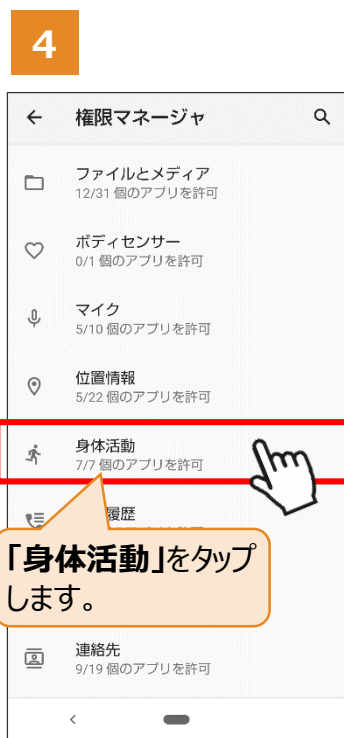 4
権限マネージャ
ファイルとメディア
12/31 個のアプリを許可
ボディセンサー
0/1 個のアプリを許可
マイク
5/10 個のアプリを許可
位置情報
5/22 個のアプリを許可
身体活動
7/7 個のアプリを許可
履歴
「身体活動」をタップ
します。
連絡先
9/19 個のアプリを許可